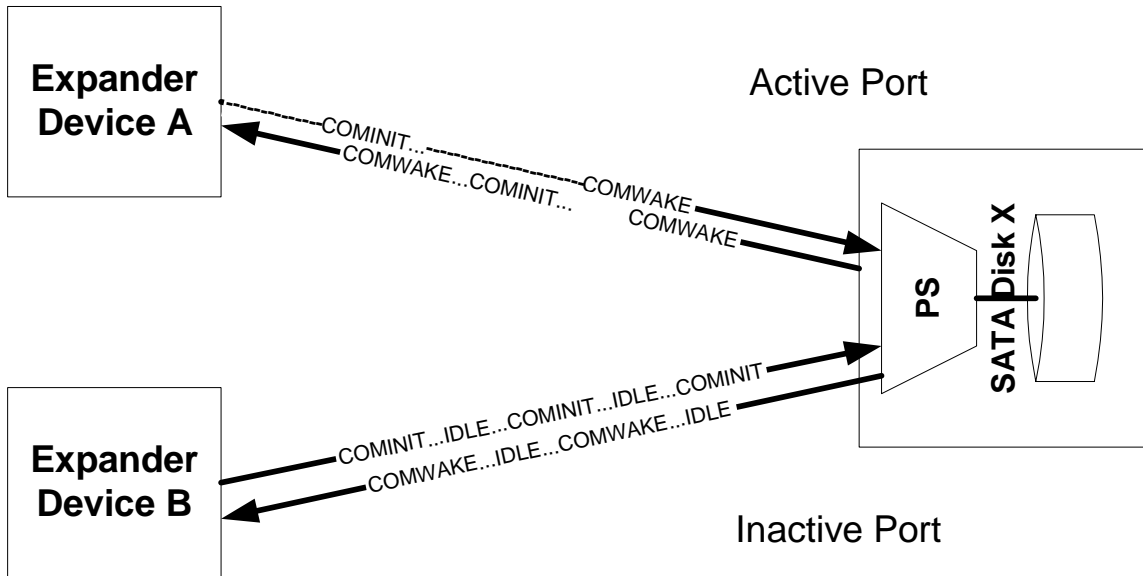 Expander
Device A
Active Port
COMINIT...
COMWAKE
COMWAKE...COMINIT...
COMWAKE
PS
SATA Disk X
COMINIT...IDLE...COMINIT...IDLE...COMINIT
COMWAKE...IDLE...COMWAKE...IDLE
Expander
Device B
Inactive Port